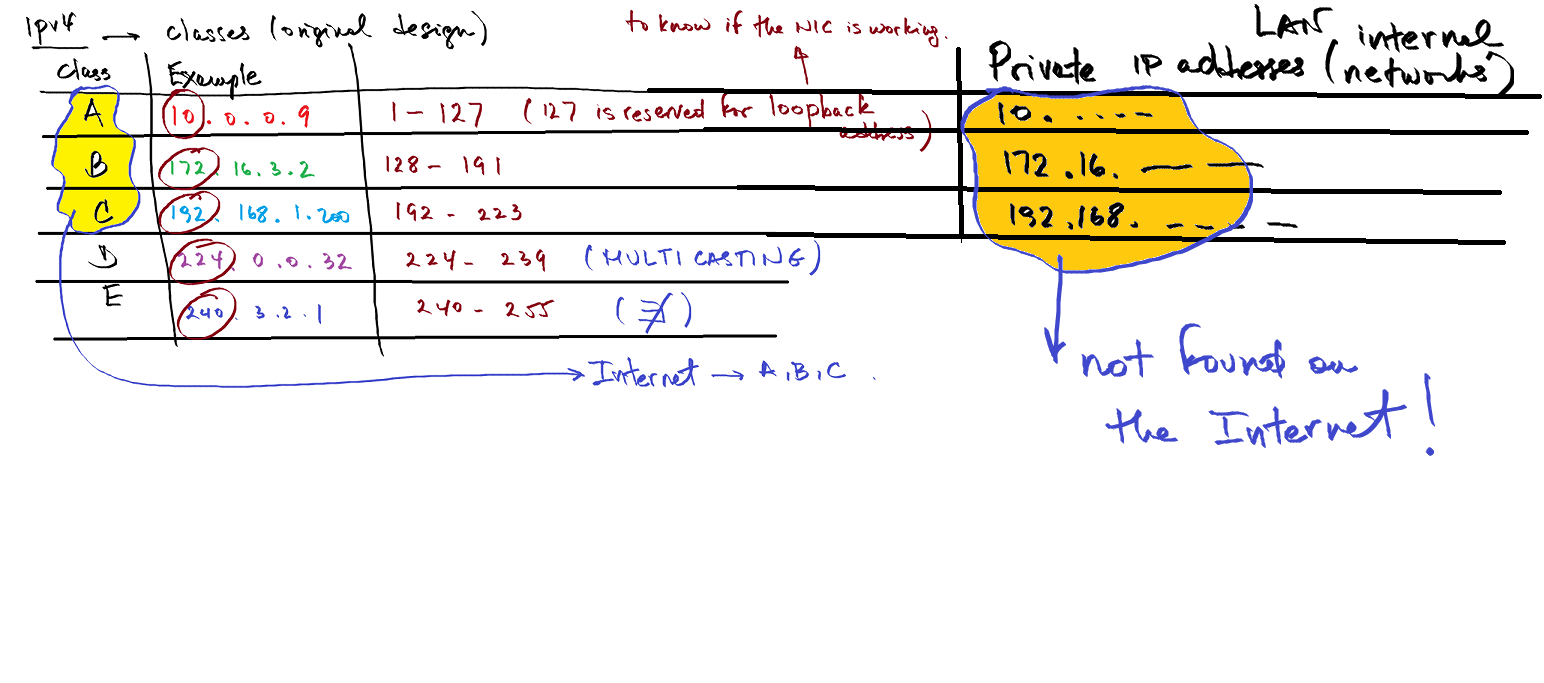 Ipv4 → classes (original design)
to know if the NIC is working.
LAN internal
Private IP addresses (networks)
Class Example
A 10.0.0.9 1 - 127 (127 is reserved for loopback address) 10. . . . - -
B 172.16.3.2 128 - 191 172.16. — —
C 192.168.1.200 192 - 223 192.168. - - - - —
D 224.0.0.32 224 - 239 (MULTICASTING)
E 240.3.2.1 240 - 255 (∄)
→ Internet → A,B,C.
not found on
the Internet!